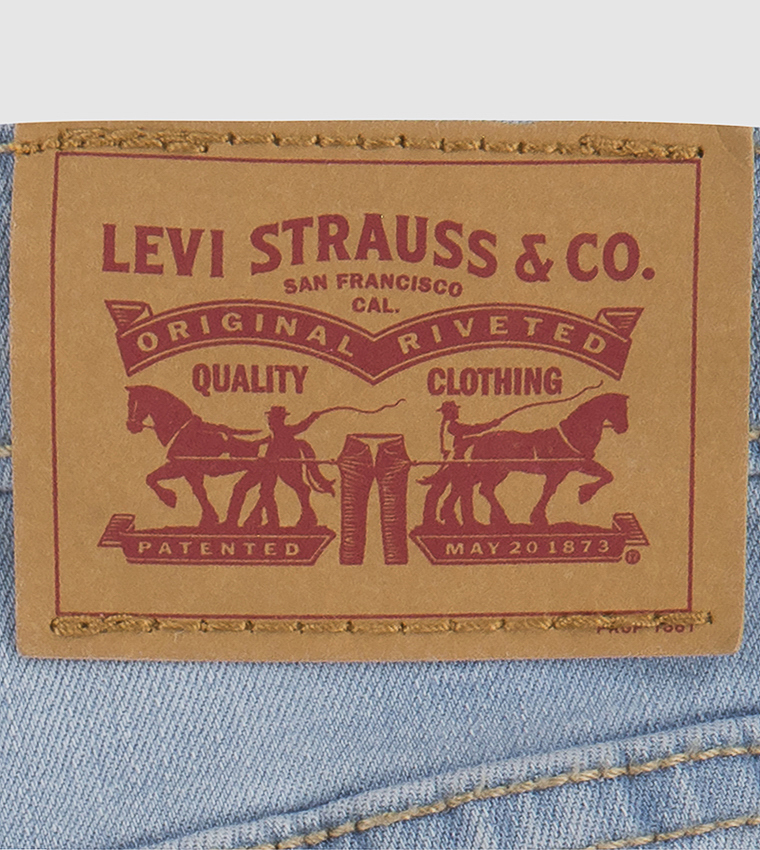 LEVI STRAUSS & CO.
SAN FRANCISCO
CAL.
ORIGINAL RIVETED
QUALITY CLOTHING
PATENTED MAY 20 1873